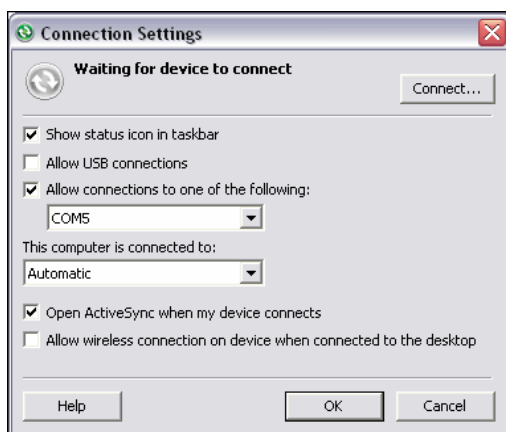 Connection Settings
Waiting for device to connect
Connect...
Show status icon in taskbar
Allow USB connections
Allow connections to one of the following:
COM5
This computer is connected to:
Automatic
Open ActiveSync when my device connects
Allow wireless connection on device when connected to the desktop
Help OK Cancel